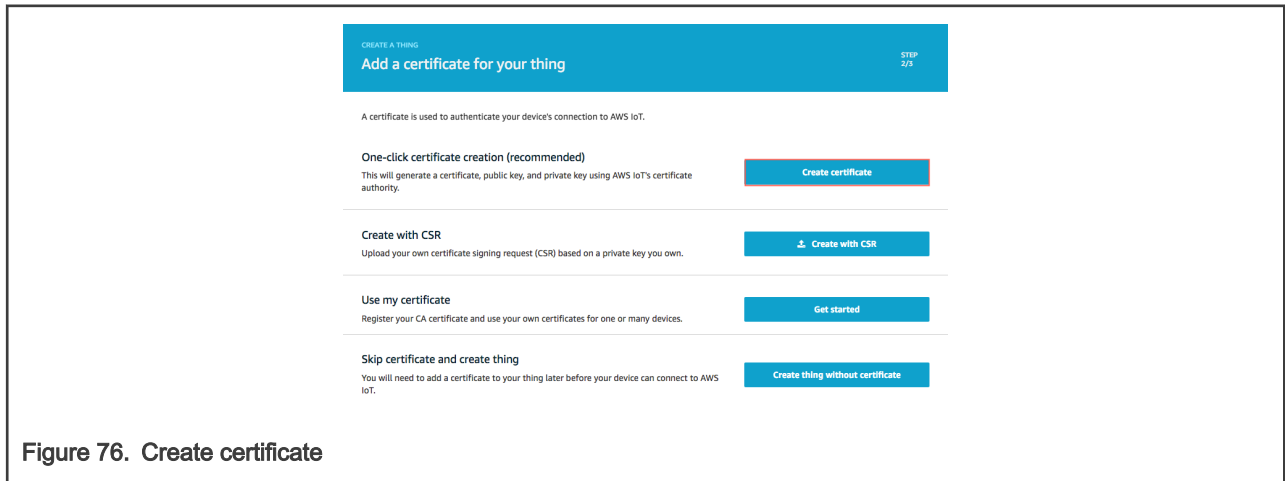 CREATE A THING
Add a certificate for your thing
STEP
2/3
A certificate is used to authenticate your device's connection to AWS IoT.
One-click certificate creation (recommended)
This will generate a certificate, public key, and private key using AWS IoT's certificate
authority.
Create certificate
Create with CSR
Upload your own certificate signing request (CSR) based on a private key you own.
Create with CSR
Use my certificate
Register your CA certificate and use your own certificates for one or many devices.
Get started
Skip certificate and create thing
You will need to add a certificate to your thing later before your device can connect to AWS
IoT.
Create thing without certificate
Figure 76. Create certificate